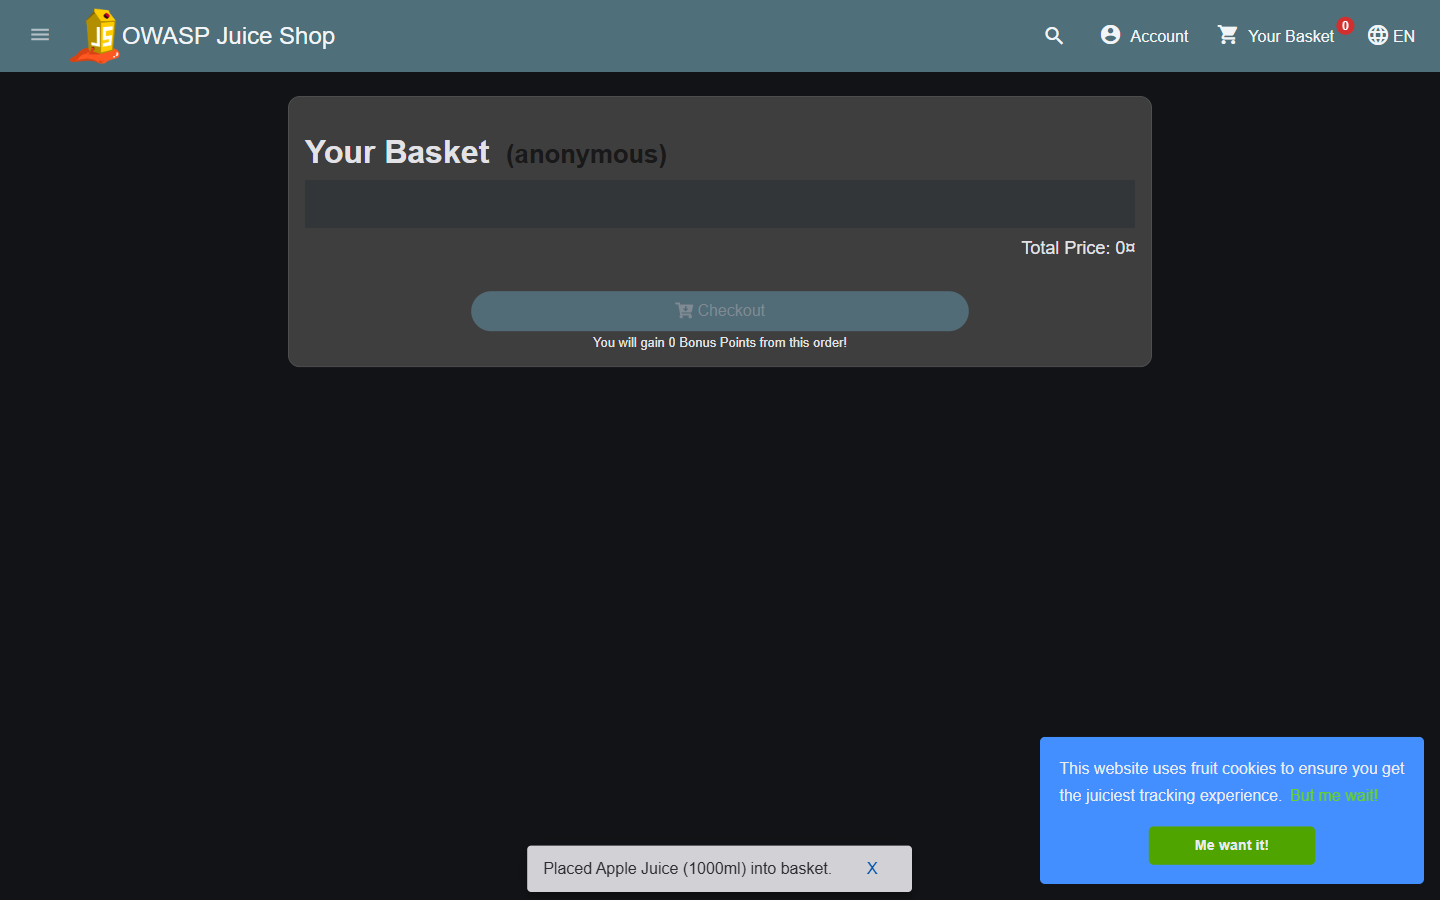 OWASP Juice Shop
Account
Your Basket
0
EN
Your Basket (anonymous)
Total Price: 0¤
Checkout
You will gain 0 Bonus Points from this order!
This website uses fruit cookies to ensure you get
the juiciest tracking experience. But me wait!
Me want it!
Placed Apple Juice (1000ml) into basket. X